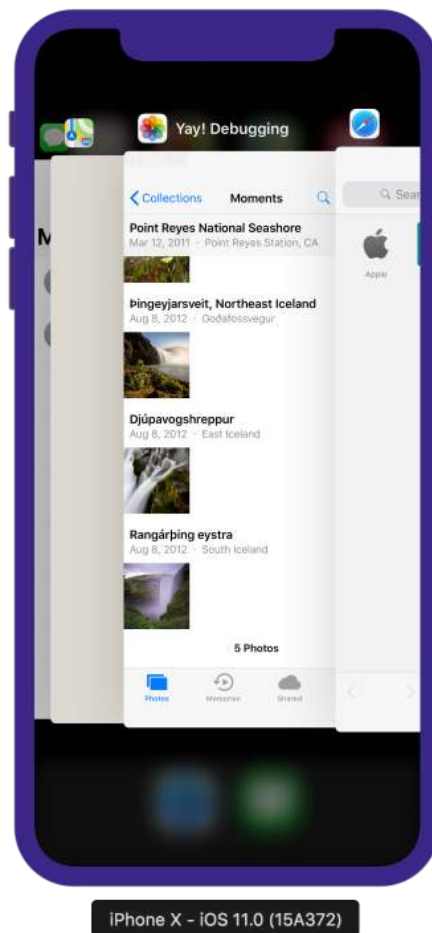 Yay! Debugging
M
Collections
Moments
Sear
Point Reyes National Seashore
Mar 12, 2011 · Point Reyes Station, CA
Apple
Þingeyjarsveit, Northeast Iceland
Aug 8, 2012 · Goðafossvegur
Djúpavogshreppur
Aug 8, 2012 · East Iceland
Rangárþing eystra
Aug 8, 2012 · South Iceland
5 Photos
Photos
Memories
Shared
iPhone X - iOS 11.0 (15A372)